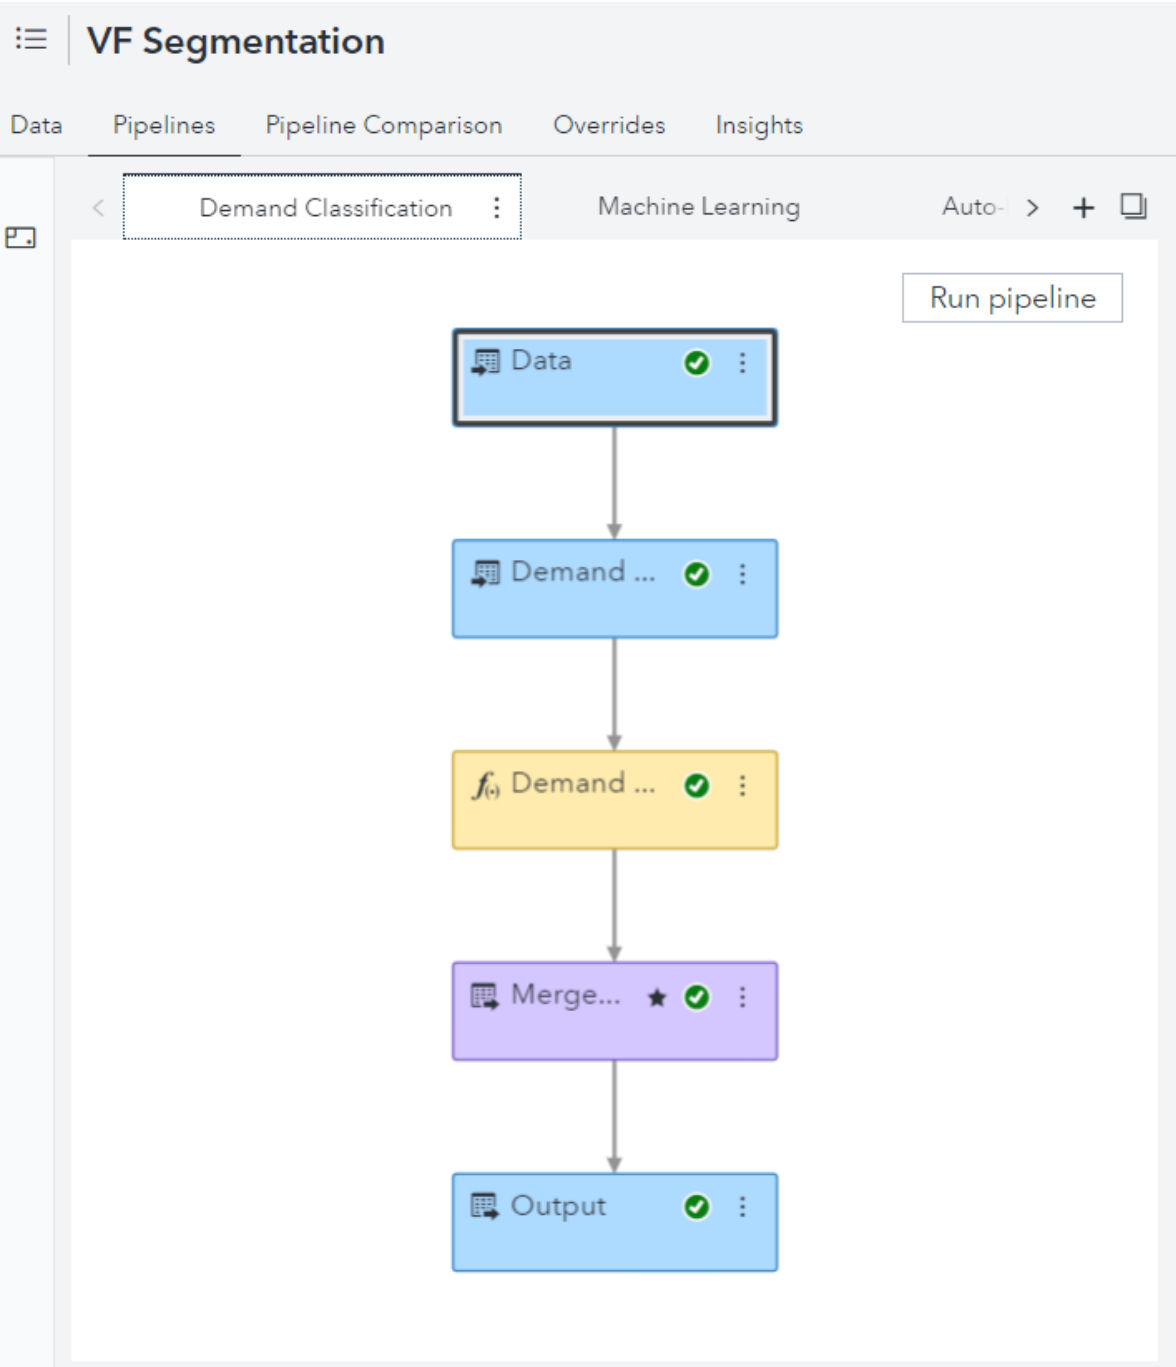 VF Segmentation
Data Pipelines Pipeline Comparison Overrides Insights
Demand Classification Machine Learning Auto-
Run pipeline
Data
Demand ...
f(·) Demand ...
Merge...
Output